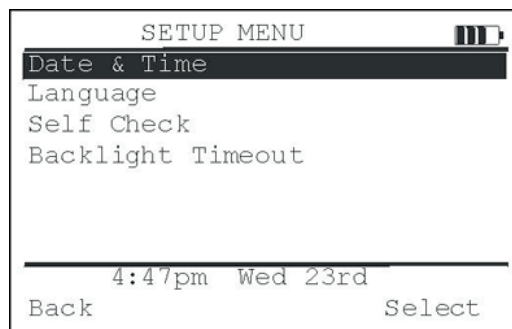 SETUP MENU
Date & Time
Language
Self Check
Backlight Timeout
4:47pm Wed 23rd
Back Select